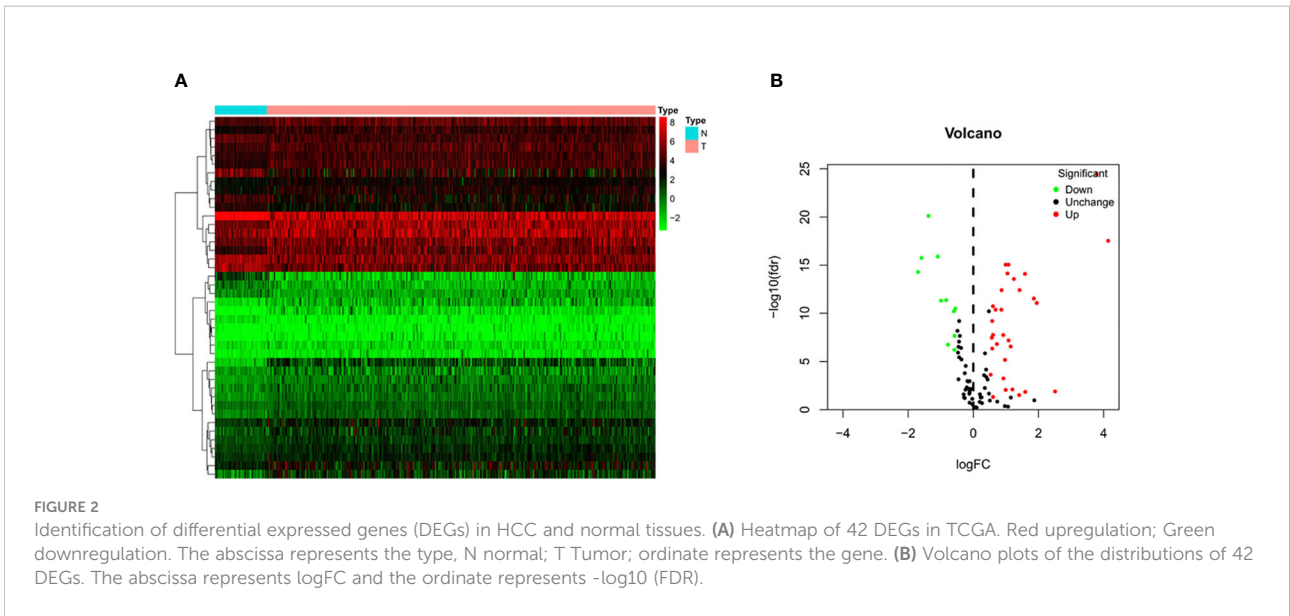 A
Type
8
6
4
2
0
−2
Type
N
T
B
Volcano
Significant
Down
Unchange
Up
25
20
15
10
5
0
−log10(fdr)
−4
−2
0
2
4
logFC
FIGURE 2
Identification of differential expressed genes (DEGs) in HCC and normal tissues. (A) Heatmap of 42 DEGs in TCGA. Red upregulation; Green
downregulation. The abscissa represents the type, N normal; T Tumor; ordinate represents the gene. (B) Volcano plots of the distributions of 42
DEGs. The abscissa represents logFC and the ordinate represents -log10 (FDR).